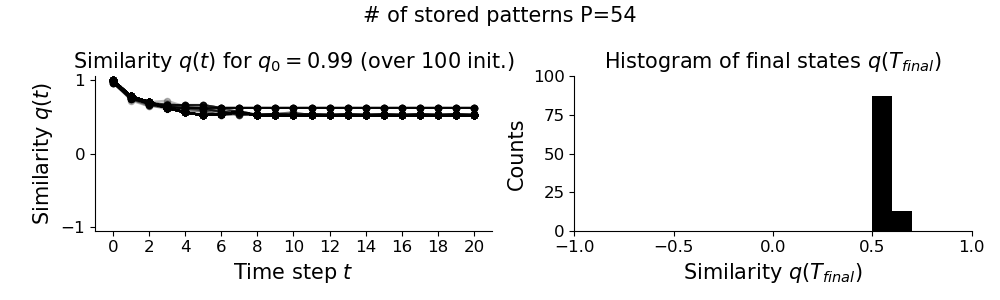 # of stored patterns P=54
Similarity q(t) for q₀ = 0.99 (over 100 init.)
1
0
−1
Similarity q(t)
0 2 4 6 8 10 12 14 16 18 20
Time step t
Histogram of final states q(T_final)
100
75
50
25
0
Counts
−1.0 −0.5 0.0 0.5 1.0
Similarity q(T_final)